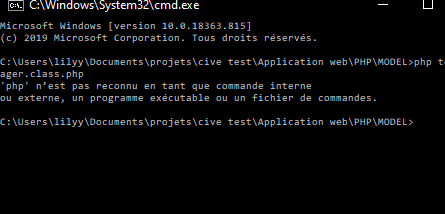 C:\Windows\System32\cmd.exe
Microsoft Windows [version 10.0.18363.815]
(c) 2019 Microsoft Corporation. Tous droits réservés.
C:\Users\lilyy\Documents\projets\cive test\Application web\PHP\MODEL>php t
ager.class.php
'php' n'est pas reconnu en tant que commande interne
ou externe, un programme exécutable ou un fichier de commandes.
C:\Users\lilyy\Documents\projets\cive test\Application web\PHP\MODEL>